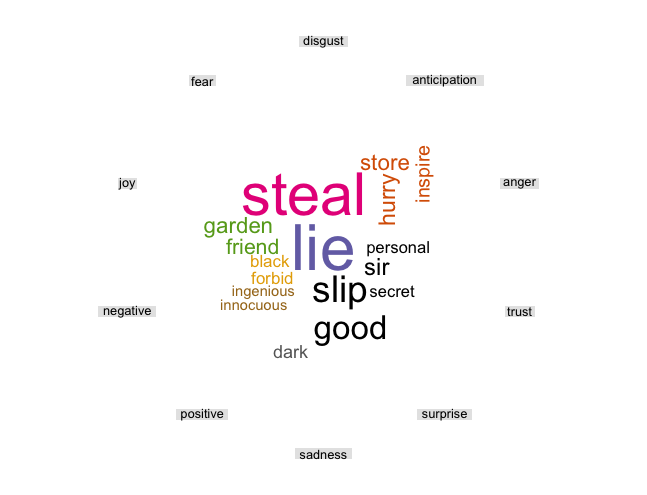 disgust
fear
anticipation
inspire
store
joy
steal
hurry
anger
garden
lie
friend
personal
black
sir
forbid
ingenious
slip
secret
innocuous
negative
trust
good
dark
positive
surprise
sadness